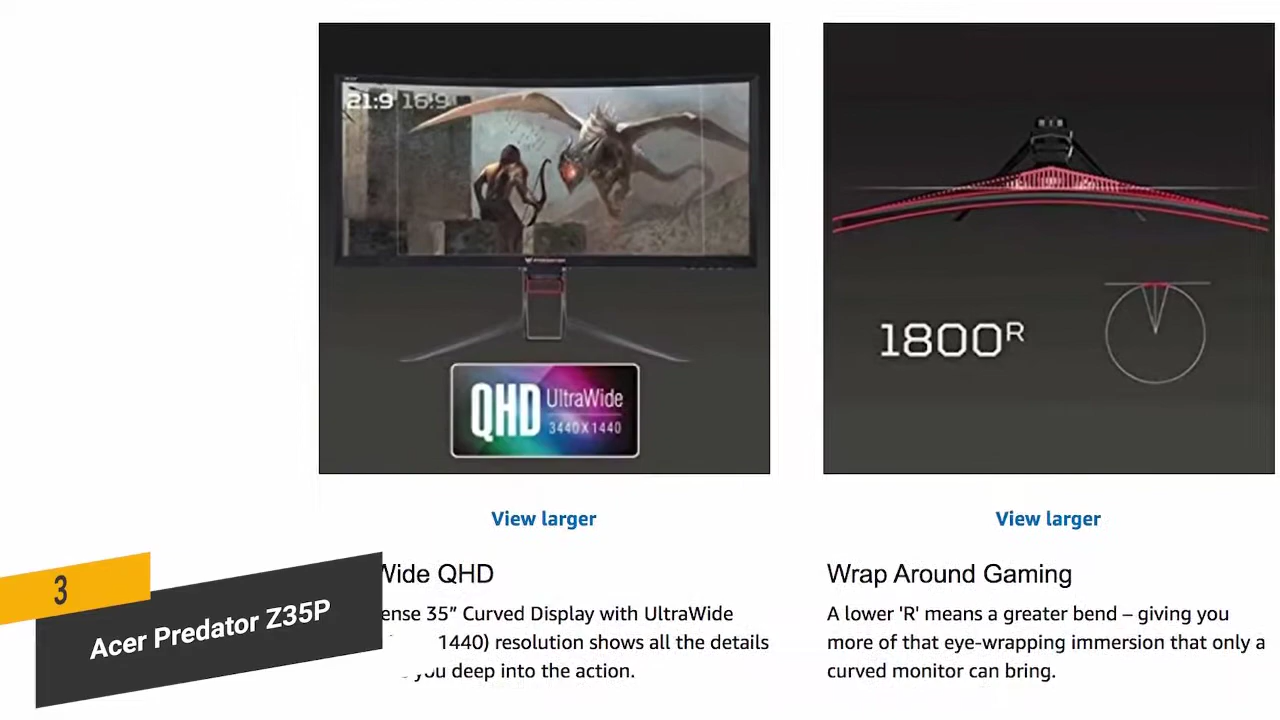 21:9 16:9
PREDATOR
QHD UltraWide
3440X1440
1800R
View larger
View larger
Wide QHD
ense 35” Curved Display with UltraWide
1440) resolution shows all the details
you deep into the action.
Wrap Around Gaming
A lower 'R' means a greater bend – giving you
more of that eye-wrapping immersion that only a
curved monitor can bring.
3
Acer Predator Z35P